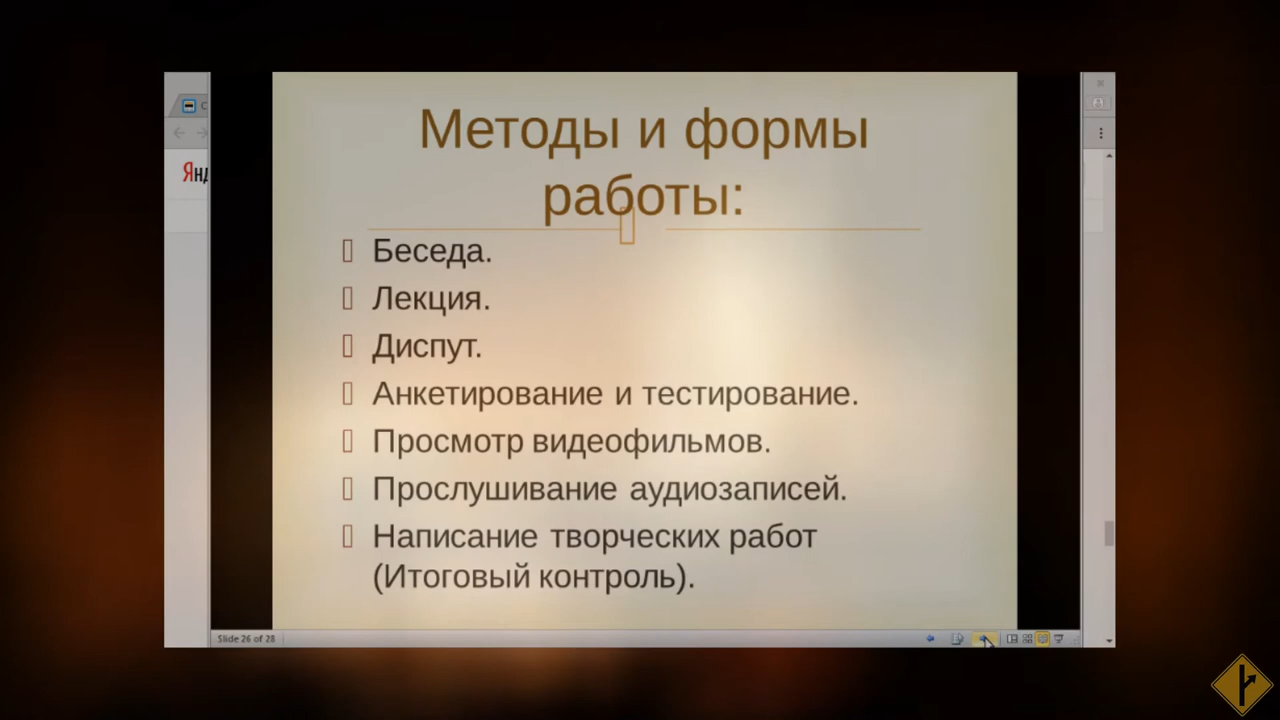 С
Янд
Методы и формы
работы:
Беседа.
Лекция.
Диспут.
Анкетирование и тестирование.
Просмотр видеофильмов.
Прослушивание аудиозаписей.
Написание творческих работ
(Итоговый контроль).
Slide 26 of 28